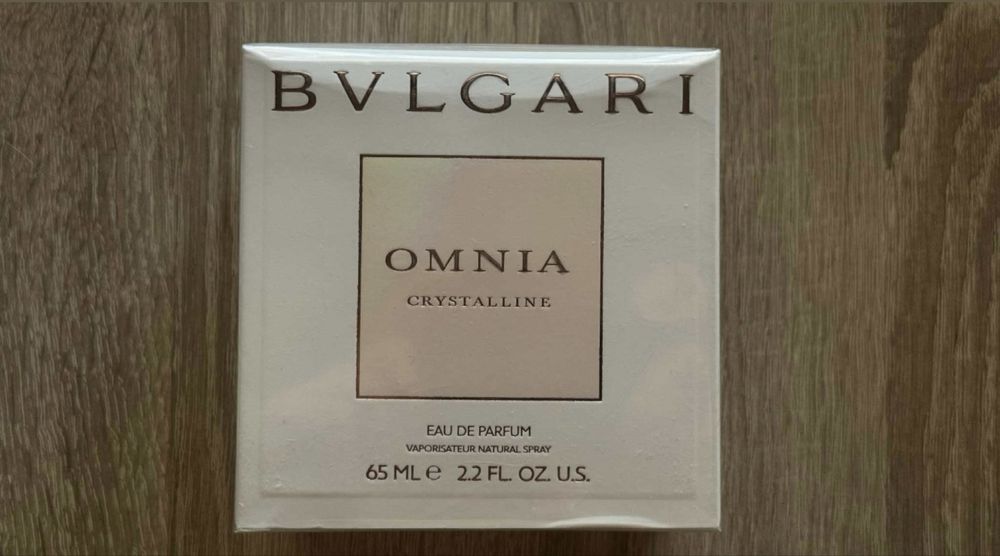 BVLGARI
OMNIA
CRYSTALLINE
EAU DE PARFUM
VAPORISATEUR NATURAL SPRAY
65 ML ℮ 2.2 FL. OZ. U.S.